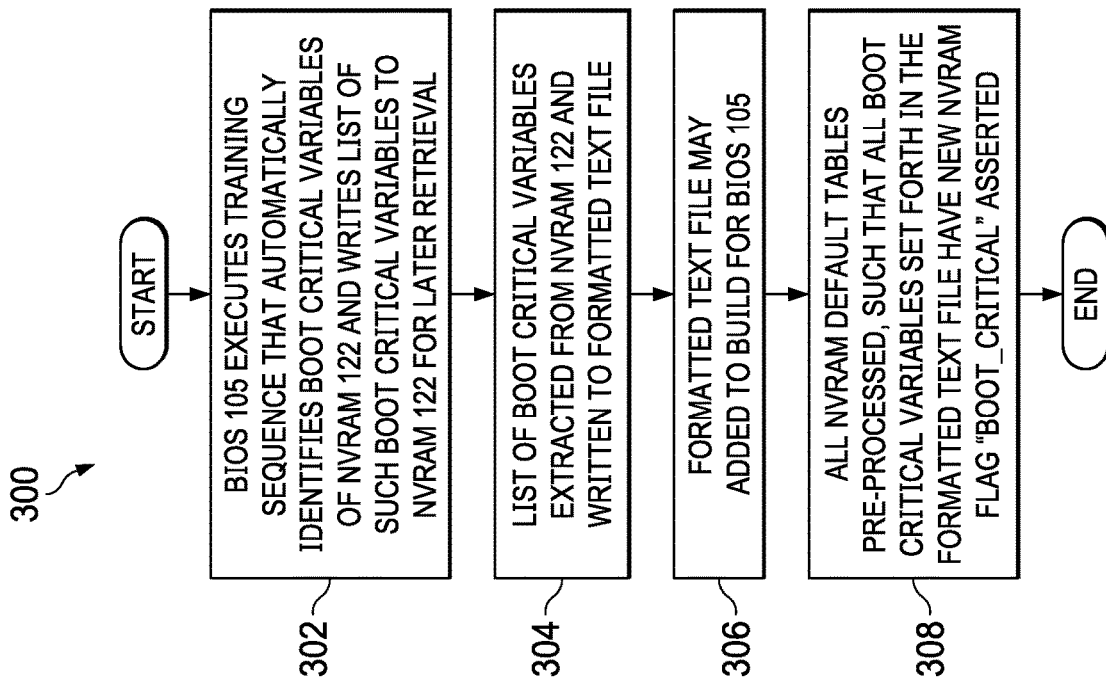 300
START
BIOS 105 EXECUTES TRAINING
SEQUENCE THAT AUTOMATICALLY
IDENTIFIES BOOT CRITICAL VARIABLES
OF NVRAM 122 AND WRITES LIST OF
SUCH BOOT CRITICAL VARIABLES TO
NVRAM 122 FOR LATER RETRIEVAL
302
LIST OF BOOT CRITICAL VARIABLES
EXTRACTED FROM NVRAM 122 AND
WRITTEN TO FORMATTED TEXT FILE
304
FORMATTED TEXT FILE MAY
ADDED TO BUILD FOR BIOS 105
306
ALL NVRAM DEFAULT TABLES
PRE-PROCESSED, SUCH THAT ALL BOOT
CRITICAL VARIABLES SET FORTH IN THE
FORMATTED TEXT FILE HAVE NEW NVRAM
FLAG “BOOT_CRITICAL” ASSERTED
308
END